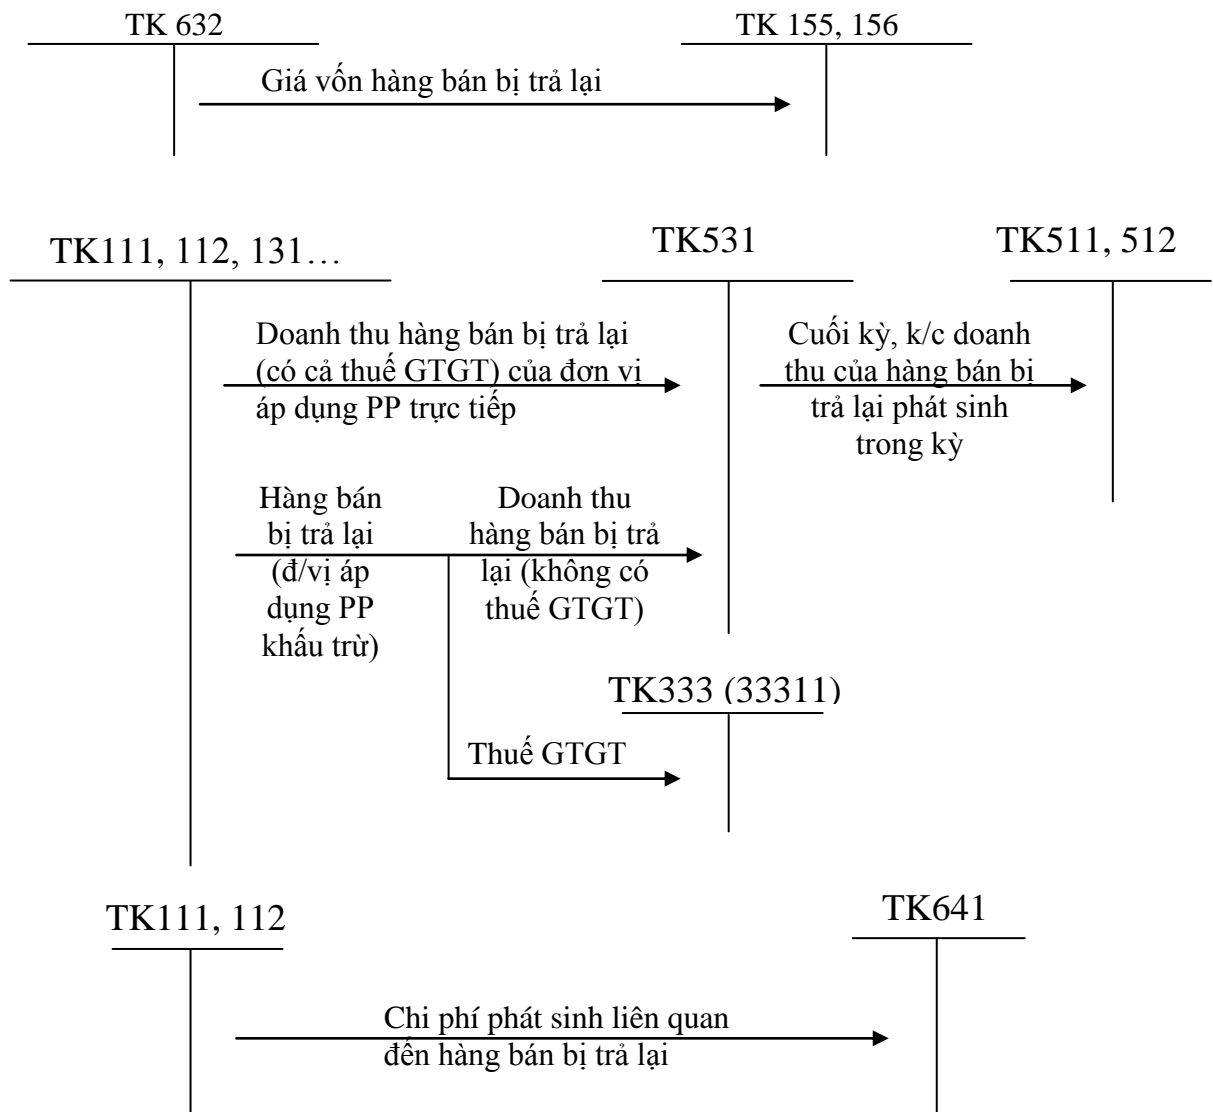 TK 632
TK 155, 156
Giá vốn hàng bán bị trả lại
TK111, 112, 131…
TK531
TK511, 512
Doanh thu hàng bán bị trả lại
(có cả thuế GTGT) của đơn vị
áp dụng PP trực tiếp
Cuối kỳ, k/c doanh
thu của hàng bán bị
trả lại phát sinh
trong kỳ
Hàng bán
bị trả lại
(đ/vị áp
dụng PP
khấu trừ)
Doanh thu
hàng bán bị trả
lại (không có
thuế GTGT)
TK333 (33311)
Thuế GTGT
TK111, 112
TK641
Chi phí phát sinh liên quan
đến hàng bán bị trả lại